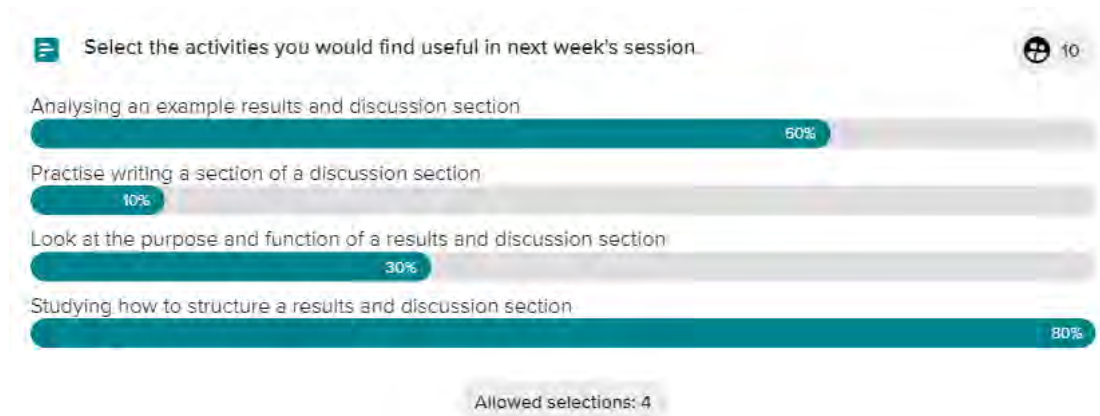 Select the activities you would find useful in next week's session.
10
Analysing an example results and discussion section
60%
Practise writing a section of a discussion section
10%
Look at the purpose and function of a results and discussion section
30%
Studying how to structure a results and discussion section
80%
Allowed selections: 4